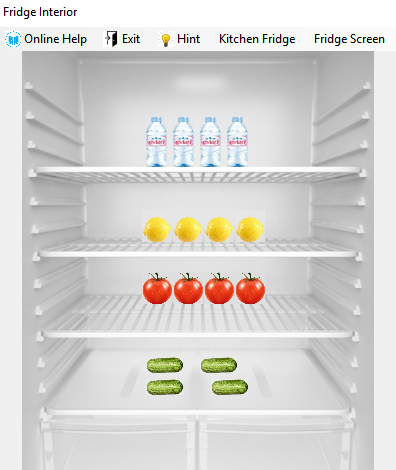 Fridge Interior
Online Help Exit Hint Kitchen Fridge Fridge Screen